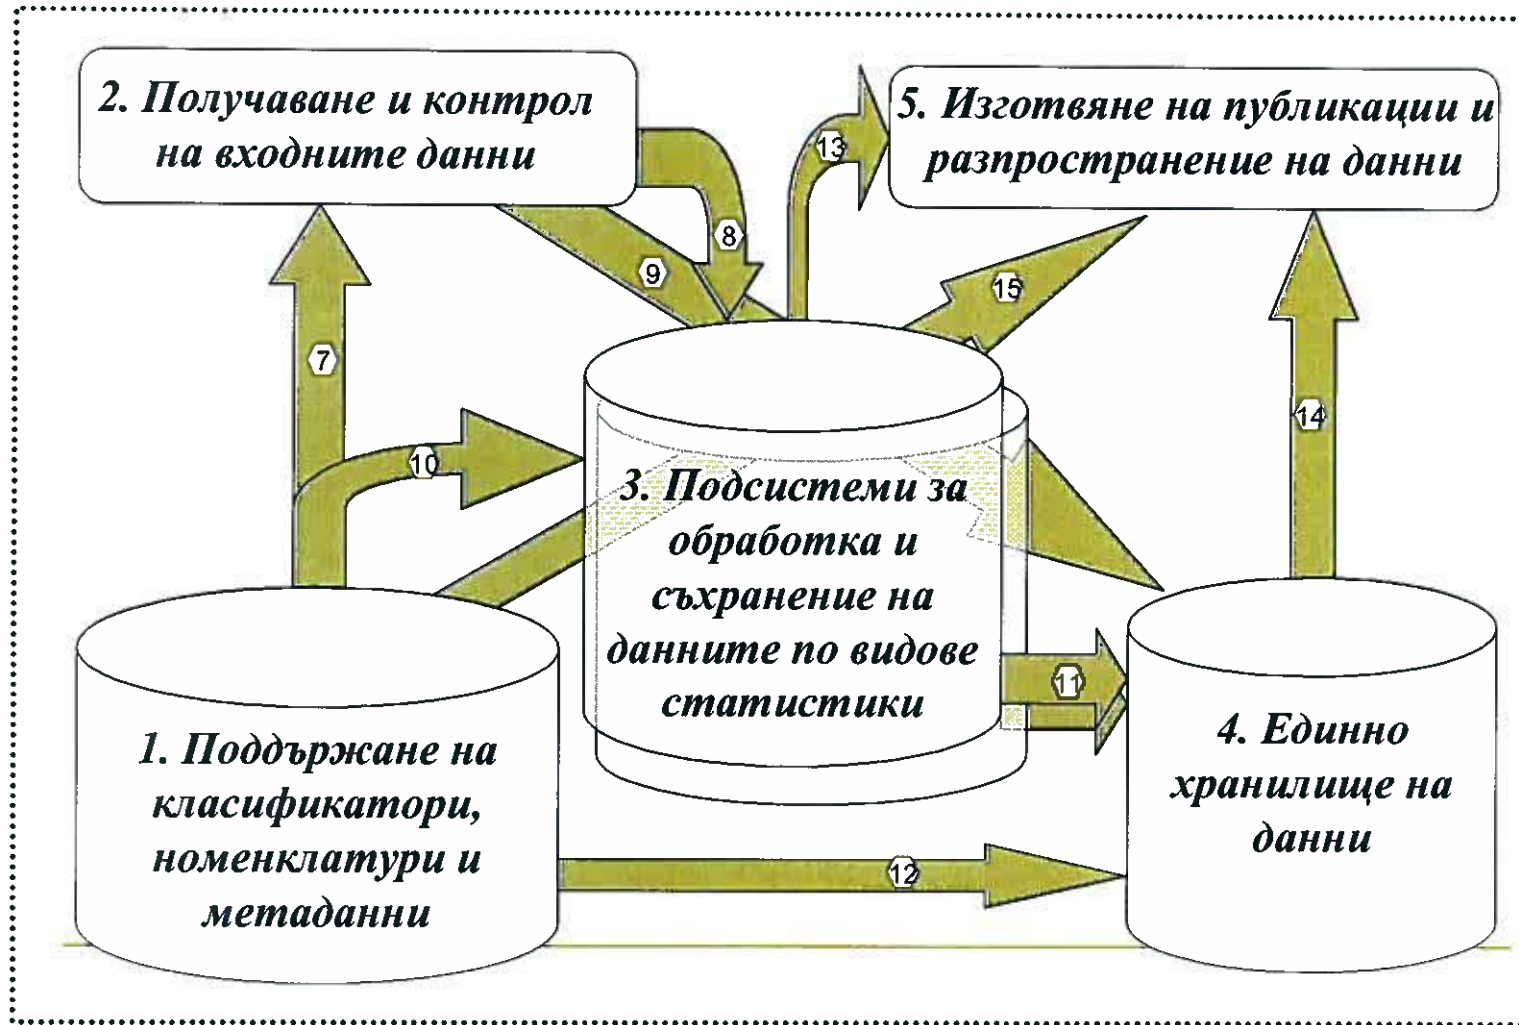 2. Получаване и контрол
на входните данни
5. Изготвяне на публикации и
разпространение на данни
13
8
9
15
7
14
10
3. Подсистеми за
обработка и
съхранение на
данните по видове
статистики
11
1. Поддържане на
класификатори,
номенклатури и
метаданни
4. Единно
хранилище на
данни
12